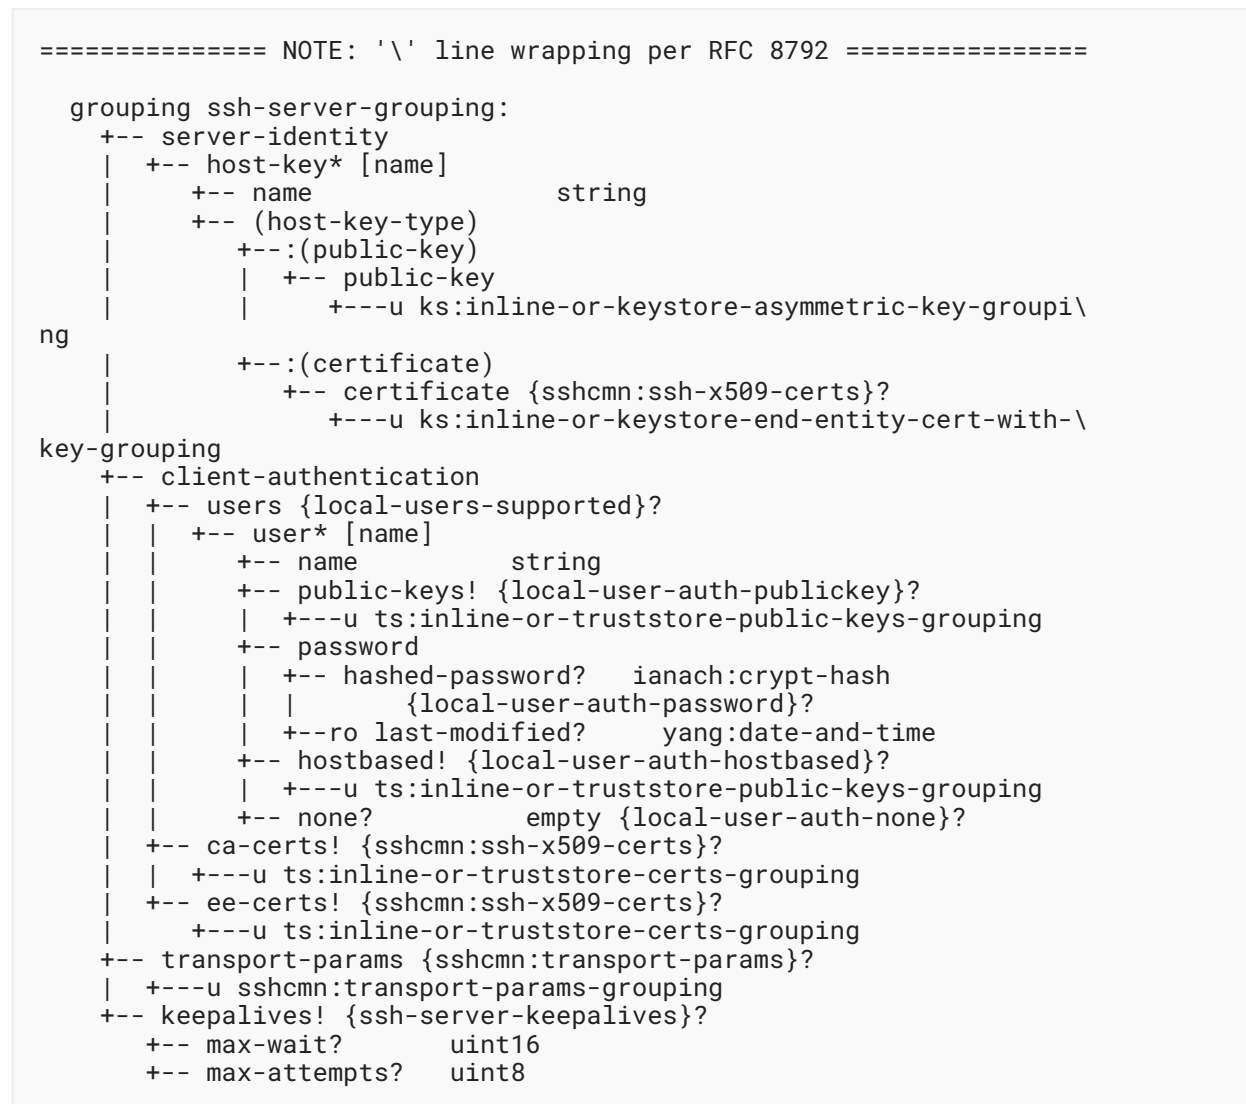 =============== NOTE: '\' line wrapping per RFC 8792 ================

  grouping ssh-server-grouping:
    +-- server-identity
    |  +-- host-key* [name]
    |     +-- name                string
    |     +-- (host-key-type)
    |        +--:(public-key)
    |        |  +-- public-key
    |        |     +---u ks:inline-or-keystore-asymmetric-key-groupi\
ng
    |        +--:(certificate)
    |           +-- certificate {sshcmn:ssh-x509-certs}?
    |              +---u ks:inline-or-keystore-end-entity-cert-with-\
key-grouping
    +-- client-authentication
    |  +-- users {local-users-supported}?
    |  |  +-- user* [name]
    |  |     +-- name          string
    |  |     +-- public-keys! {local-user-auth-publickey}?
    |  |     |  +---u ts:inline-or-truststore-public-keys-grouping
    |  |     +-- password
    |  |     |  +-- hashed-password?   ianach:crypt-hash
    |  |     |  |       {local-user-auth-password}?
    |  |     |  +--ro last-modified?     yang:date-and-time
    |  |     +-- hostbased! {local-user-auth-hostbased}?
    |  |     |  +---u ts:inline-or-truststore-public-keys-grouping
    |  |     +-- none?          empty {local-user-auth-none}?
    |  +-- ca-certs! {sshcmn:ssh-x509-certs}?
    |  |  +---u ts:inline-or-truststore-certs-grouping
    |  +-- ee-certs! {sshcmn:ssh-x509-certs}?
    |     +---u ts:inline-or-truststore-certs-grouping
    +-- transport-params {sshcmn:transport-params}?
    |  +---u sshcmn:transport-params-grouping
    +-- keepalives! {ssh-server-keepalives}?
       +-- max-wait?       uint16
       +-- max-attempts?   uint8